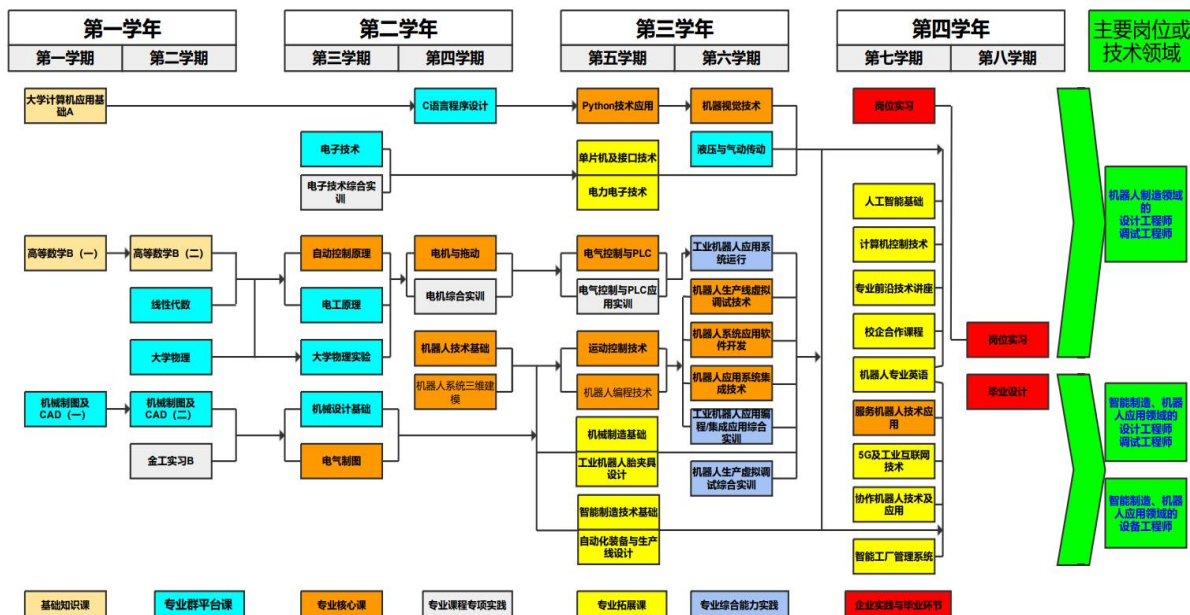 第一学年
第二学年
第三学年
第四学年
主要岗位或
技术领域
第一学期
第二学期
第三学期
第四学期
第五学期
第六学期
第七学期
第八学期
大学计算机应用基
础A
C语言程序设计
Python技术应用
机器视觉技术
岗位实习
电子技术
电子技术综合实
训
单片机及接口技术
电力电子技术
液压与气动传动
人工智能基础
计算机控制技术
专业前沿技术讲座
校企合作课程
机器人专业英语
机器人制造领域
的
设计工程师
调试工程师
高等数学B（一）
高等数学B（二）
线性代数
大学物理
自动控制原理
电工原理
大学物理实验
电机与拖动
电机综合实训
电气控制与PLC
电气控制与PLC应
用实训
工业机器人应用系
统运行
机器人生产线虚拟
调试技术
机器人系统应用软
件开发
机器人应用系统集
成技术
工业机器人应用编
程/集成应用综合
实训
机器人生产虚拟调
试综合实训
机器人技术基础
机器人系统三维建
模
运动控制技术
机器人编程技术
岗位实习
毕业设计
机械制图及
CAD（一）
机械制图及
CAD（二）
金工实习B
机械设计基础
电气制图
机械制造基础
工业机器人胎夹具
设计
智能制造技术基础
自动化装备与生产
线设计
服务机器人技术应
用
5G及工业互联网
技术
协作机器人技术及
应用
智能工厂管理系统
智能制造、机器
人应用领域的
设计工程师
调试工程师
智能制造、机器
人应用领域的
设备工程师
基础知识课
专业群平台课
专业核心课
专业课程专项实践
专业拓展课
专业综合能力实践
企业实践与毕业环节